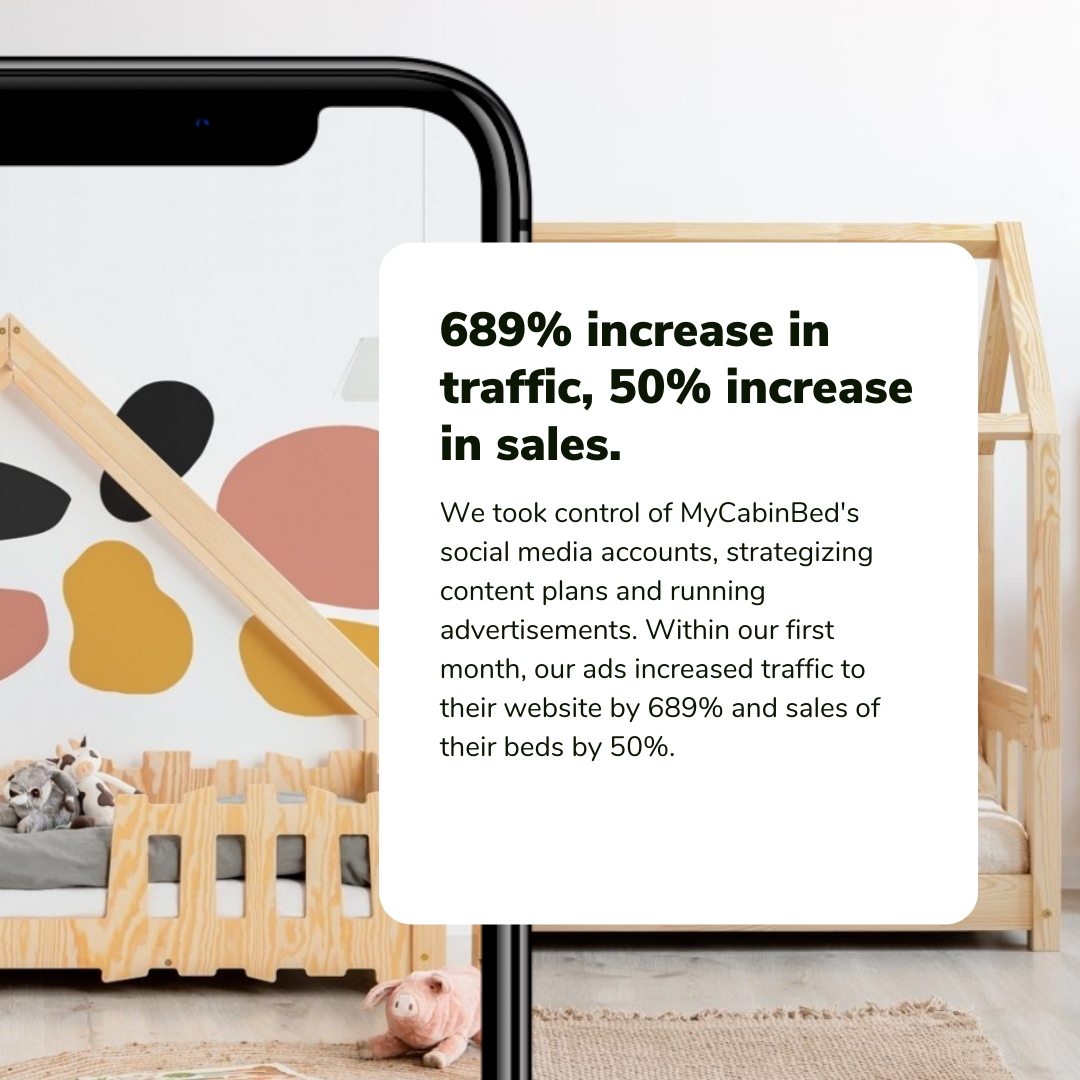 689% increase in
traffic, 50% increase
in sales.
We took control of MyCabinBed's
social media accounts, strategizing
content plans and running
advertisements. Within our first
month, our ads increased traffic to
their website by 689% and sales of
their beds by 50%.